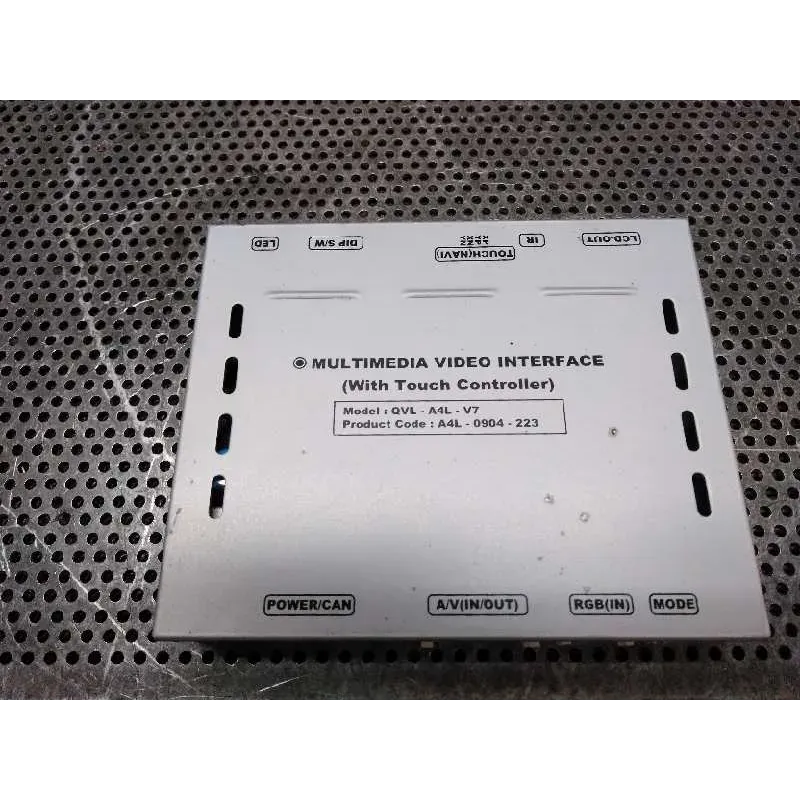 LED
DIP S/W
TOUCH(NAVI)
IR
LCD.OUT
MULTIMEDIA VIDEO INTERFACE
(With Touch Controller)
Model : QVL - A4L - V7
Product Code : A4L - 0904 - 223
POWER/CAN
A/V(IN/OUT)
RGB(IN)
MODE